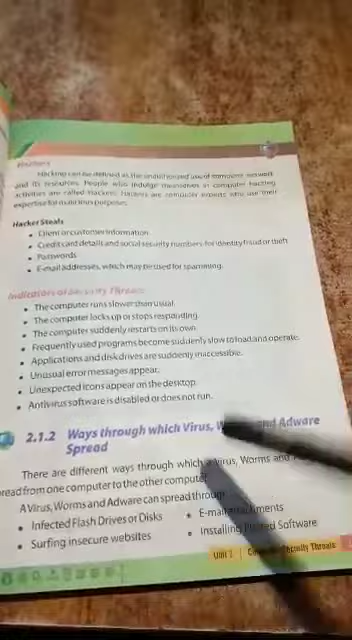 Hackers
Hacking can be defined as the unauthorized use of computer network
and its resources. People who indulge themselves in computer hacking
activities are called Hackers. Hackers are computer experts who use their
expertise for malicious purposes.
Hacker Steals
• Client or customer information
• Credit card details and social security numbers for identity fraud or theft
• Passwords
• E-mail addresses, which may be used for spamming.
Indicators of Security Threats
• The computer runs slower than usual.
• The computer locks up or stops responding.
• The computer suddenly restarts on its own.
• Frequently used programs become suddenly slow to load and operate.
• Applications and disk drives are suddenly inaccessible.
• Unusual error messages appear.
• Unexpected icons appear on the desktop.
• Antivirus software is disabled or does not run.
2.1.2 Ways through which Virus, and Adware
Spread
There are different ways through which a Virus, Worms and
from one computer to the other computer.
A Virus, Worms and Adware can spread through
• Infected Flash Drives or Disks
• E-mail attachments
• Surfing insecure websites
• Installing Software
Unit 2 | Computer Security Threats